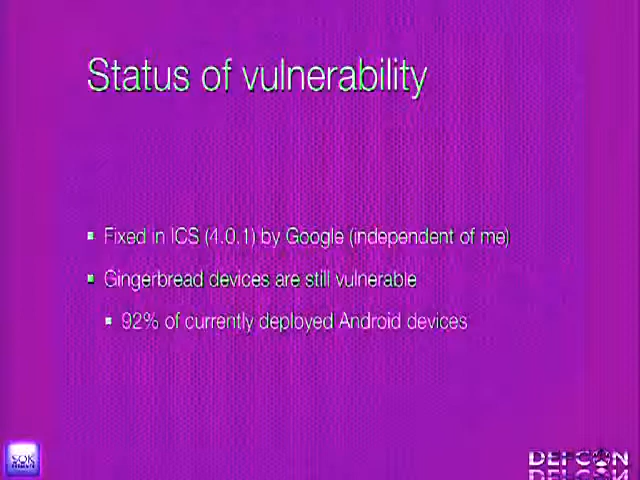 Status of vulnerability
Fixed in ICS (4.0.1) by Google (independent of me)
Gingerbread devices are still vulnerable
92% of currently deployed Android devices
DEFCON